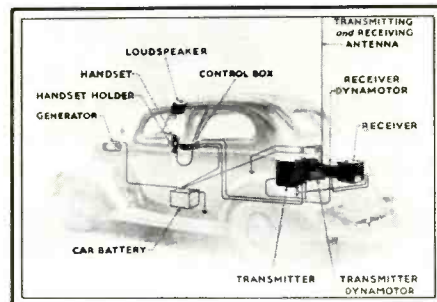 TRANSMITTING
and RECEIVING
ANTENNA
LOUDSPEAKER
HANDSET
CONTROL BOX
HANDSET HOLDER
GENERATOR
RECEIVER
DYNAMOTOR
RECEIVER
CAR BATTERY
TRANSMITTER
TRANSMITTER
DYNAMOTOR